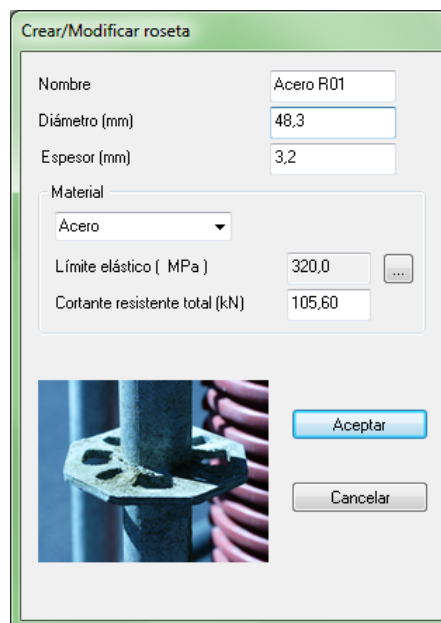 Crear/Modificar roseta
Nombre Acero R01
Diámetro (mm) 48,3
Espesor (mm) 3,2
Material
Acero
Límite elástico ( MPa ) 320,0 ...
Cortante resistente total (kN) 105,60
Aceptar
Cancelar